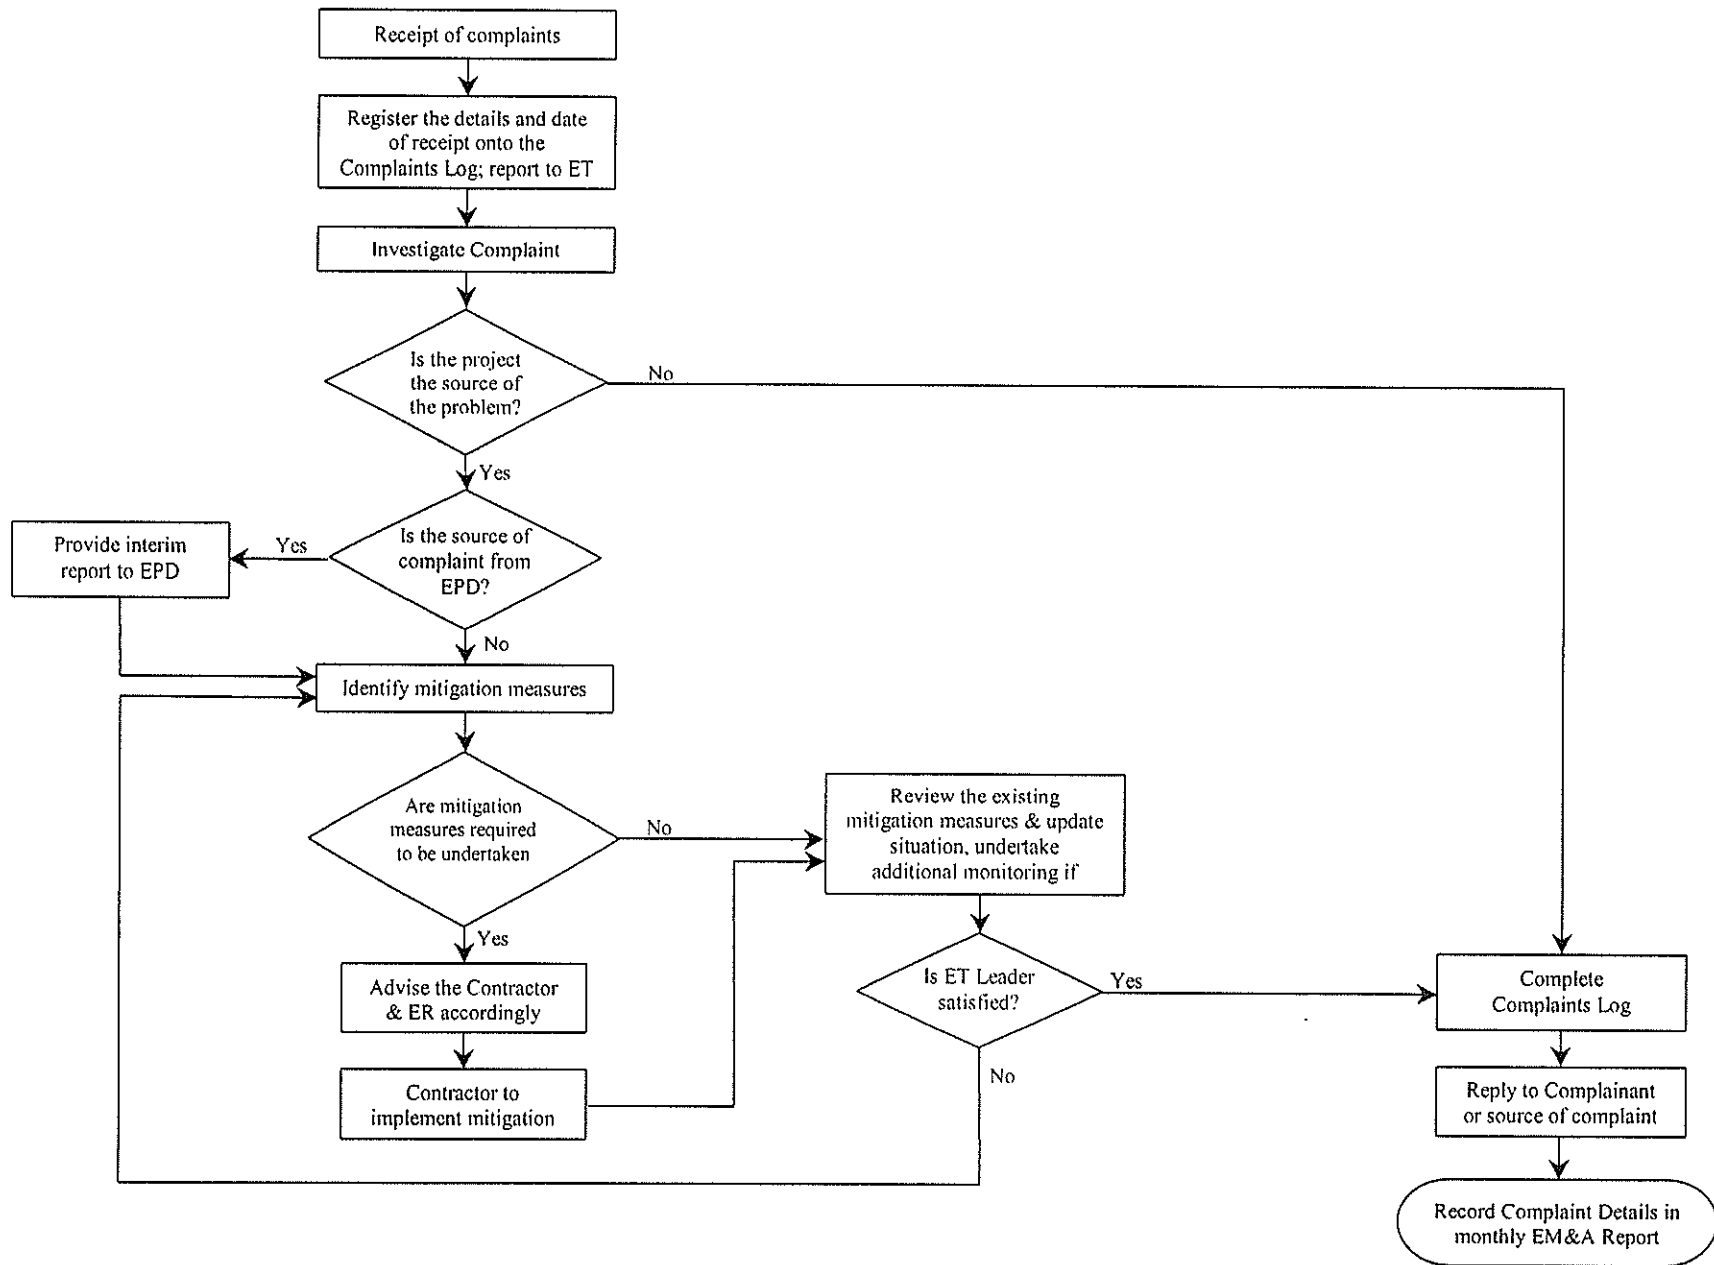 Receipt of complaints
Register the details and date
of receipt onto the
Complaints Log; report to ET
Investigate Complaint
Is the project
the source of
the problem?
No
Yes
Is the source of
complaint from
EPD?
Yes
Provide interim
report to EPD
No
Identify mitigation measures
Are mitigation
measures required
to be undertaken
No
Review the existing
mitigation measures & update
situation, undertake
additional monitoring if
Yes
Advise the Contractor
& ER accordingly
Contractor to
implement mitigation
Is ET Leader
satisfied?
Yes
No
Complete
Complaints Log
Reply to Complainant
or source of complaint
Record Complaint Details in
monthly EM&A Report